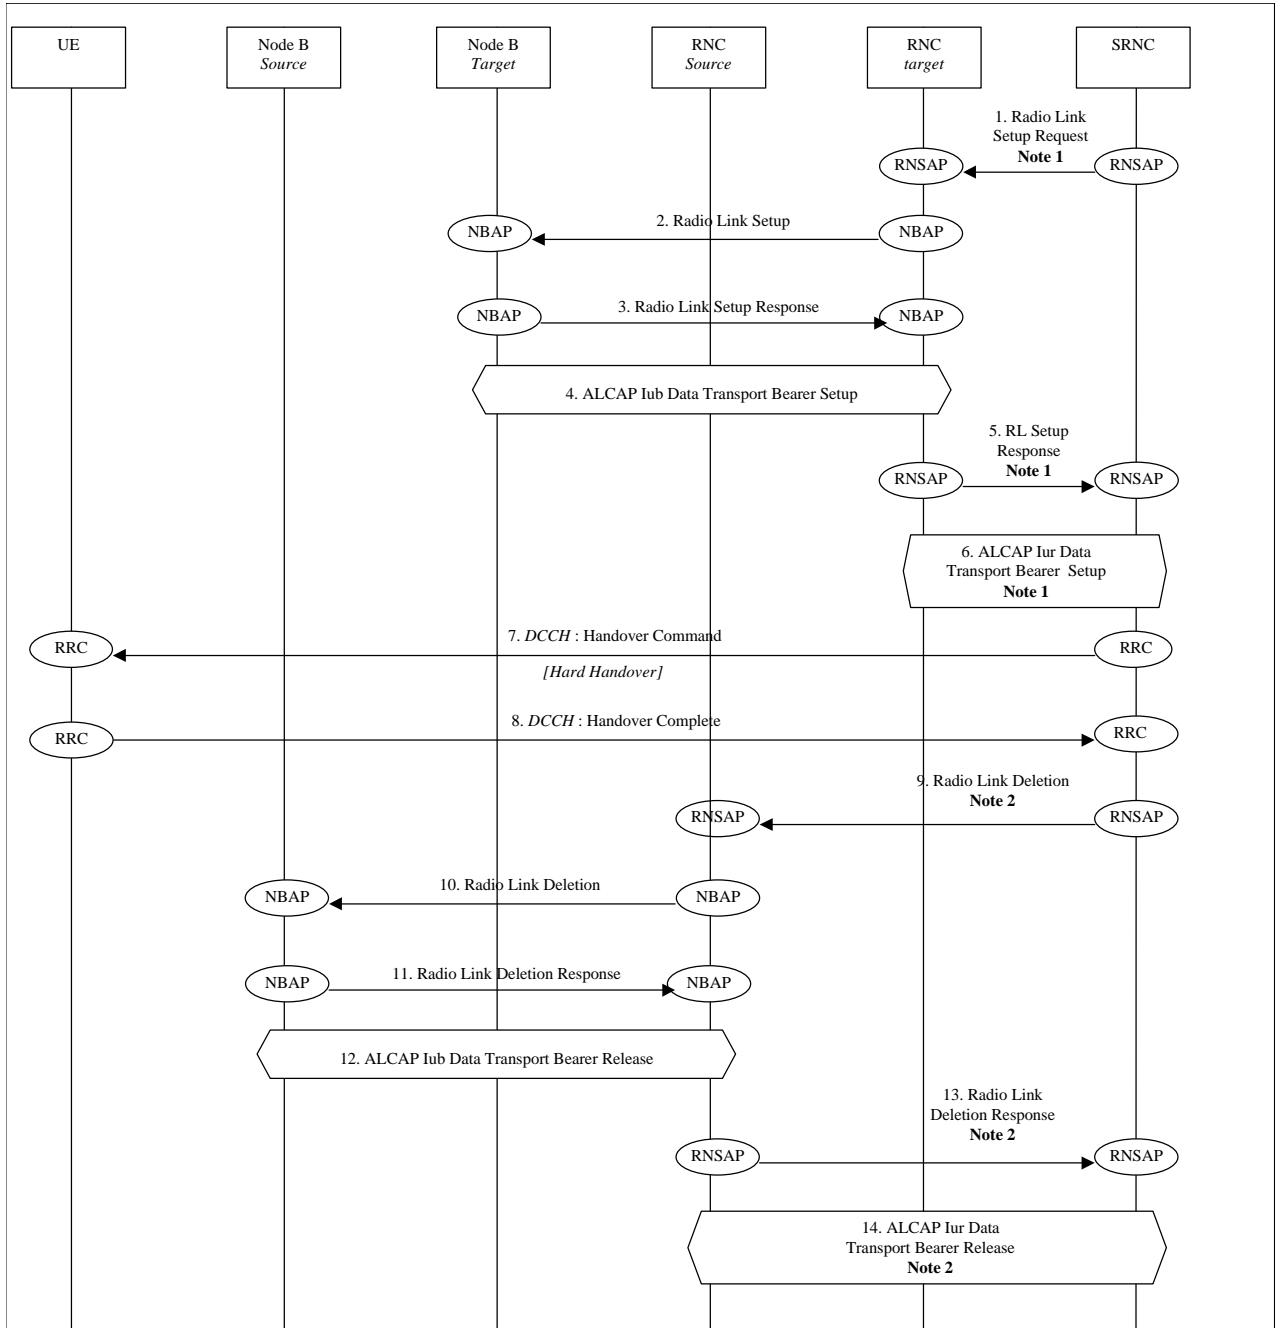 UE
Node B
Source
Node B
Target
RNC
Source
RNC
target
SRNC
1. Radio Link
Setup Request
Note 1
RNSAP
RNSAP
2. Radio Link Setup
NBAP
NBAP
3. Radio Link Setup Response
NBAP
NBAP
4. ALCAP Iub Data Transport Bearer Setup
5. RL Setup
Response
Note 1
RNSAP
RNSAP
6. ALCAP Iur Data
Transport Bearer Setup
Note 1
7. DCCH : Handover Command
RRC
RRC
[Hard Handover]
8. DCCH : Handover Complete
RRC
RRC
9. Radio Link Deletion
Note 2
RNSAP
RNSAP
10. Radio Link Deletion
NBAP
NBAP
11. Radio Link Deletion Response
NBAP
NBAP
12. ALCAP Iub Data Transport Bearer Release
13. Radio Link
Deletion Response
Note 2
RNSAP
RNSAP
14. ALCAP Iur Data
Transport Bearer Release
Note 2